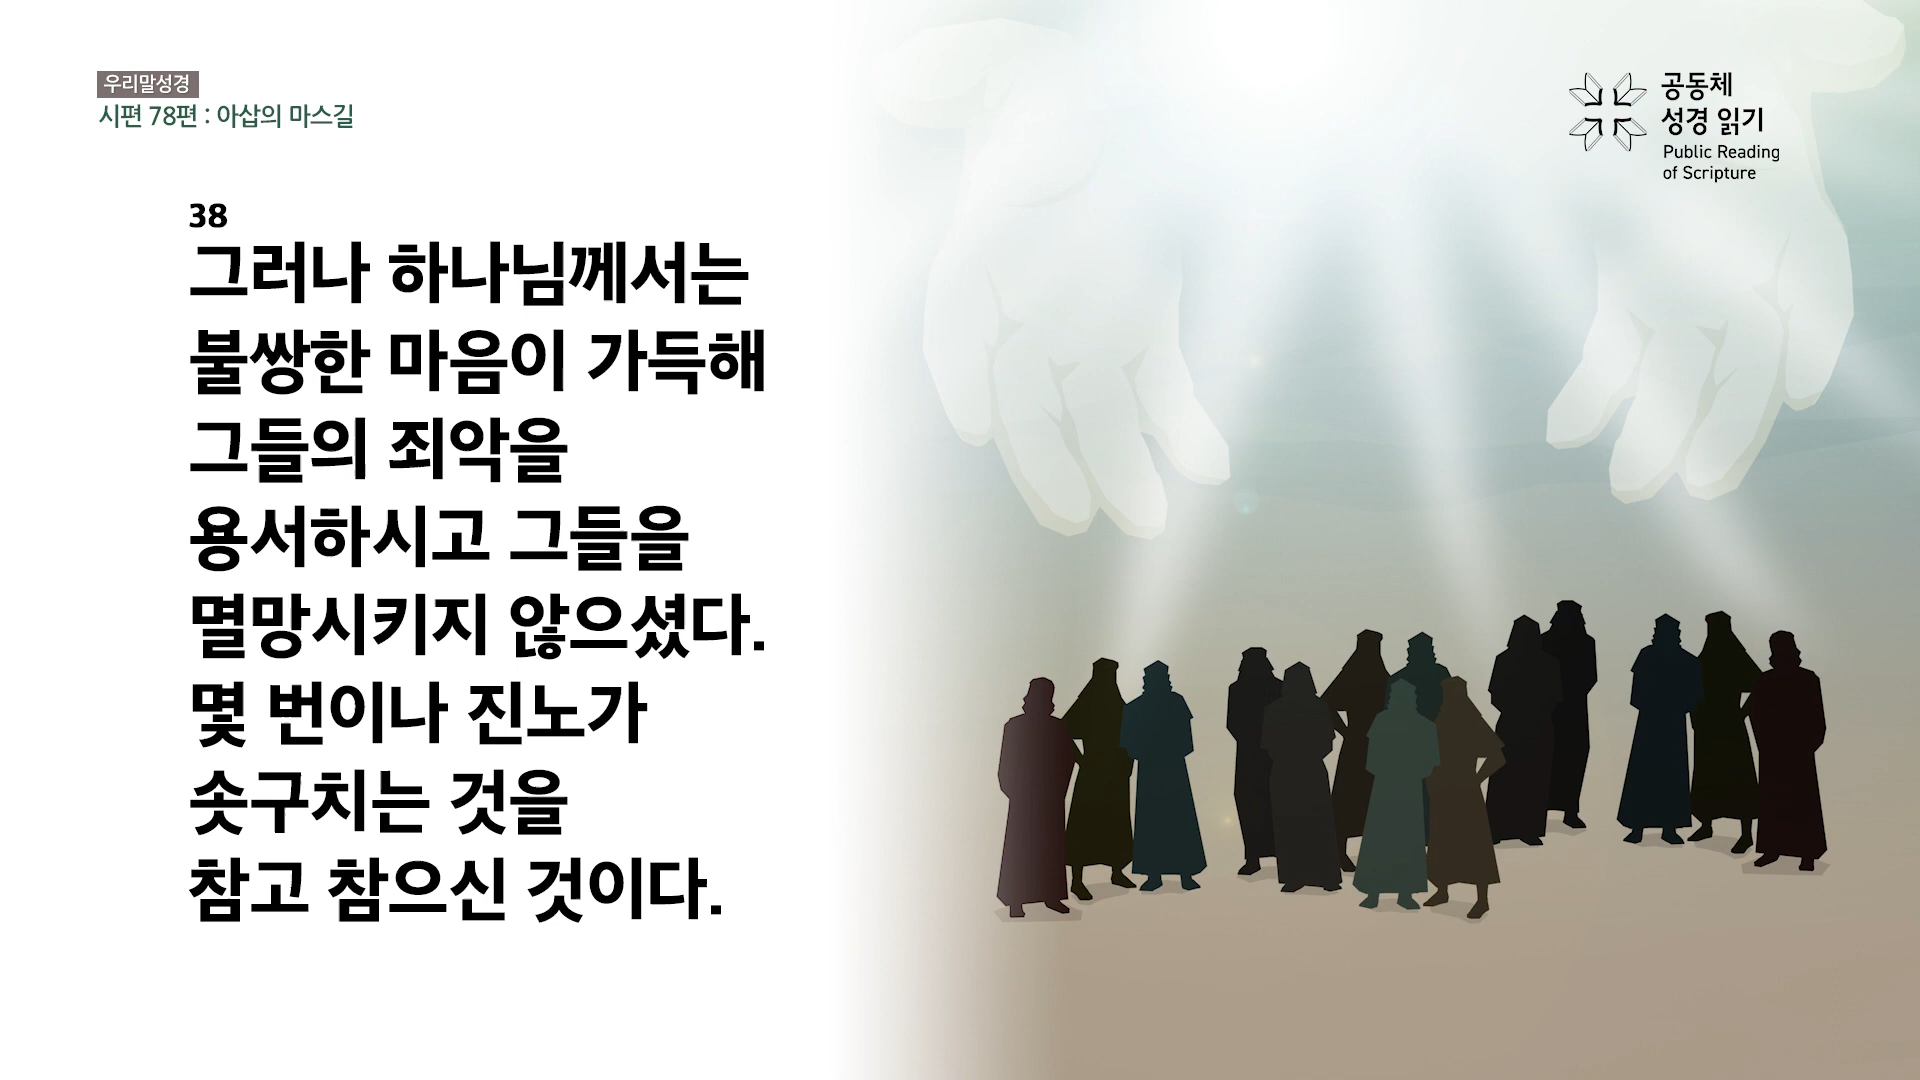 우리말성경
시편 78편 : 아삽의 마스길
공동체
성경 읽기
Public Reading
of Scripture
38
그러나 하나님께서는
불쌍한 마음이 가득해
그들의 죄악을
용서하시고 그들을
멸망시키지 않으셨다.
몇 번이나 진노가
솟구치는 것을
참고 참으신 것이다.